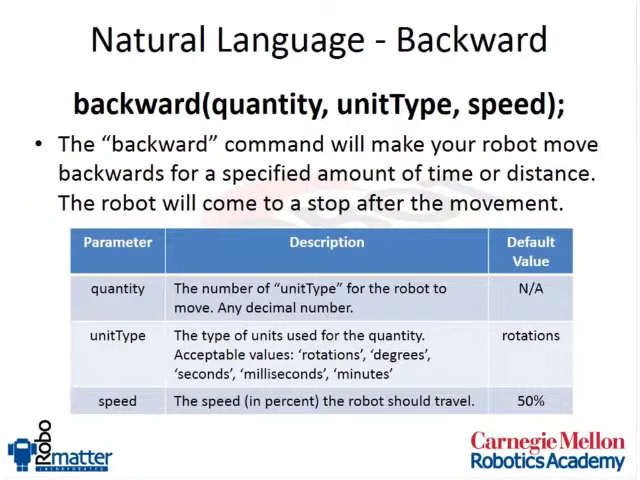 Natural Language - Backward
backward(quantity, unitType, speed);
• The “backward” command will make your robot move
backwards for a specified amount of time or distance.
The robot will come to a stop after the movement.
Parameter Description Default
Value
quantity The number of “unitType” for the robot to N/A
move. Any decimal number.
unitType The type of units used for the quantity. rotations
Acceptable values: ‘rotations’, ‘degrees’,
‘seconds’, ‘milliseconds’, ‘minutes’
speed The speed (in percent) the robot should travel. 50%
Robo
matter
INCORPORATED
Carnegie Mellon
Robotics Academy